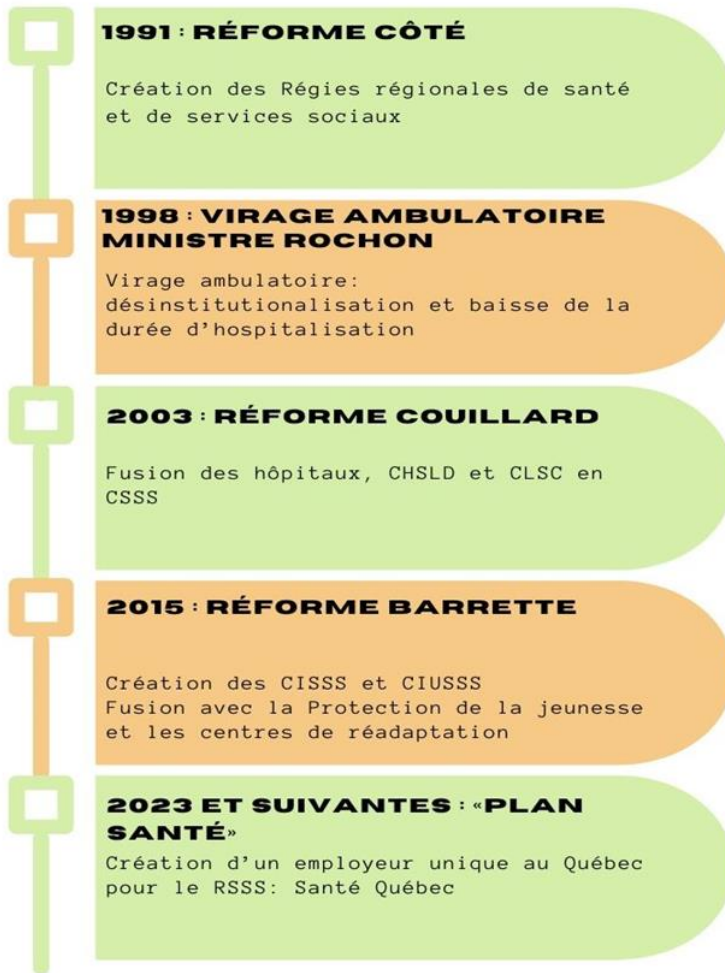 1991 : RÉFORME CÔTÉ
Création des Régies régionales de santé
et de services sociaux
1998 : VIRAGE AMBULATOIRE
MINISTRE ROCHON
Virage ambulatoire:
désinstitutionalisation et baisse de la
durée d’hospitalisation
2003 : RÉFORME COUILLARD
Fusion des hôpitaux, CHSLD et CLSC en
CSSS
2015 : RÉFORME BARRETTE
Création des CISSS et CIUSSS
Fusion avec la Protection de la jeunesse
et les centres de réadaptation
2023 ET SUIVANTES : «PLAN
SANTÉ»
Création d’un employeur unique au Québec
pour le RSSS: Santé Québec